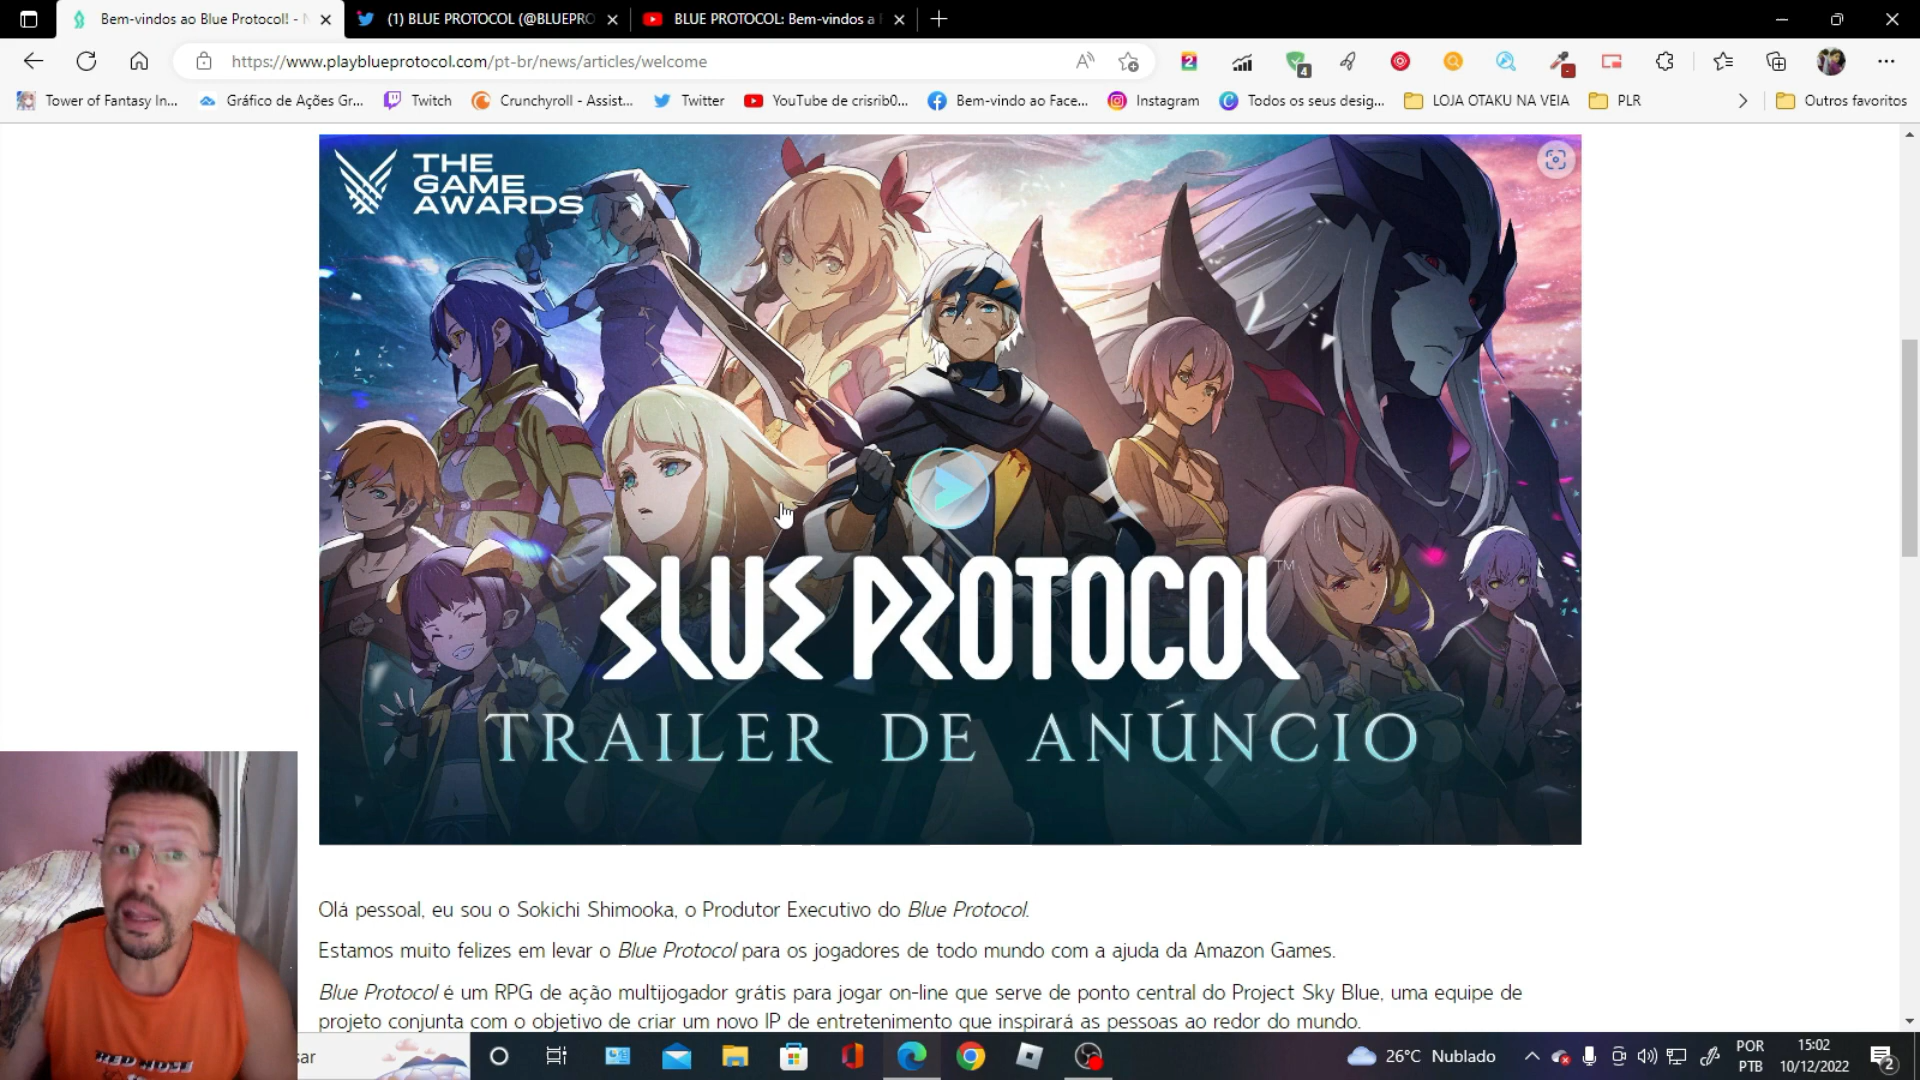 Bem-vindos ao Blue Protocol! - N
(1) BLUE PROTOCOL (@BLUEPRO
BLUE PROTOCOL: Bem-vindos a
https://www.playblueprotocol.com/pt-br/news/articles/welcome
2
4
Tower of Fantasy In...
Gráfico de Ações Gr...
Twitch
Crunchyroll - Assist...
Twitter
YouTube de crisrib0...
Bem-vindo ao Face...
Instagram
Todos os seus desig...
LOJA OTAKU NA VEIA
PLR
Outros favoritos
THE
GAME
AWARDS
BLUE PROTOCOL™
TRAILER DE ANÚNCIO
Olá pessoal, eu sou o Sokichi Shimooka, o Produtor Executivo do Blue Protocol.
Estamos muito felizes em levar o Blue Protocol para os jogadores de todo mundo com a ajuda da Amazon Games.
Blue Protocol é um RPG de ação multijogador grátis para jogar on-line que serve de ponto central do Project Sky Blue, uma equipe de
projeto conjunta com o objetivo de criar um novo IP de entretenimento que inspirará as pessoas ao redor do mundo.
RED NOSE
sar
26°C Nublado
POR
PTB
15:02
10/12/2022
2